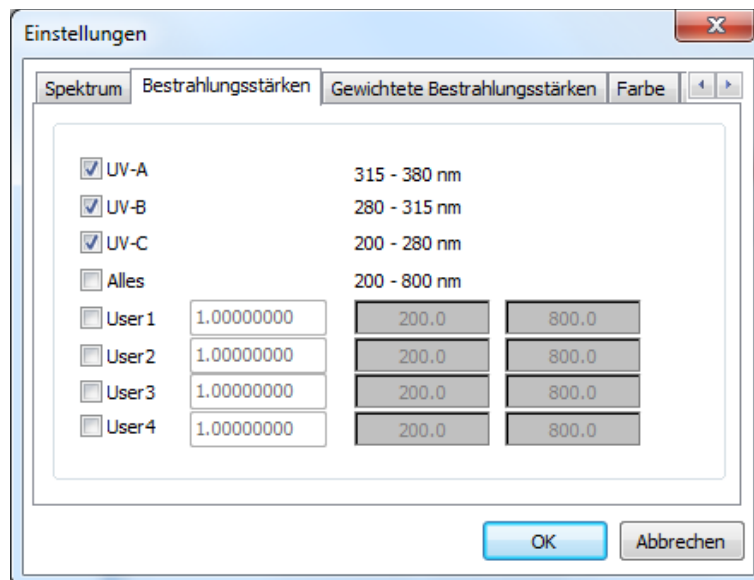 Einstellungen
Spektrum Bestrahlungsstärken Gewichtete Bestrahlungsstärken Farbe
UV-A 315 - 380 nm
UV-B 280 - 315 nm
UV-C 200 - 280 nm
Alles 200 - 800 nm
User1 1.00000000 200.0 800.0
User2 1.00000000 200.0 800.0
User3 1.00000000 200.0 800.0
User4 1.00000000 200.0 800.0
OK Abbrechen